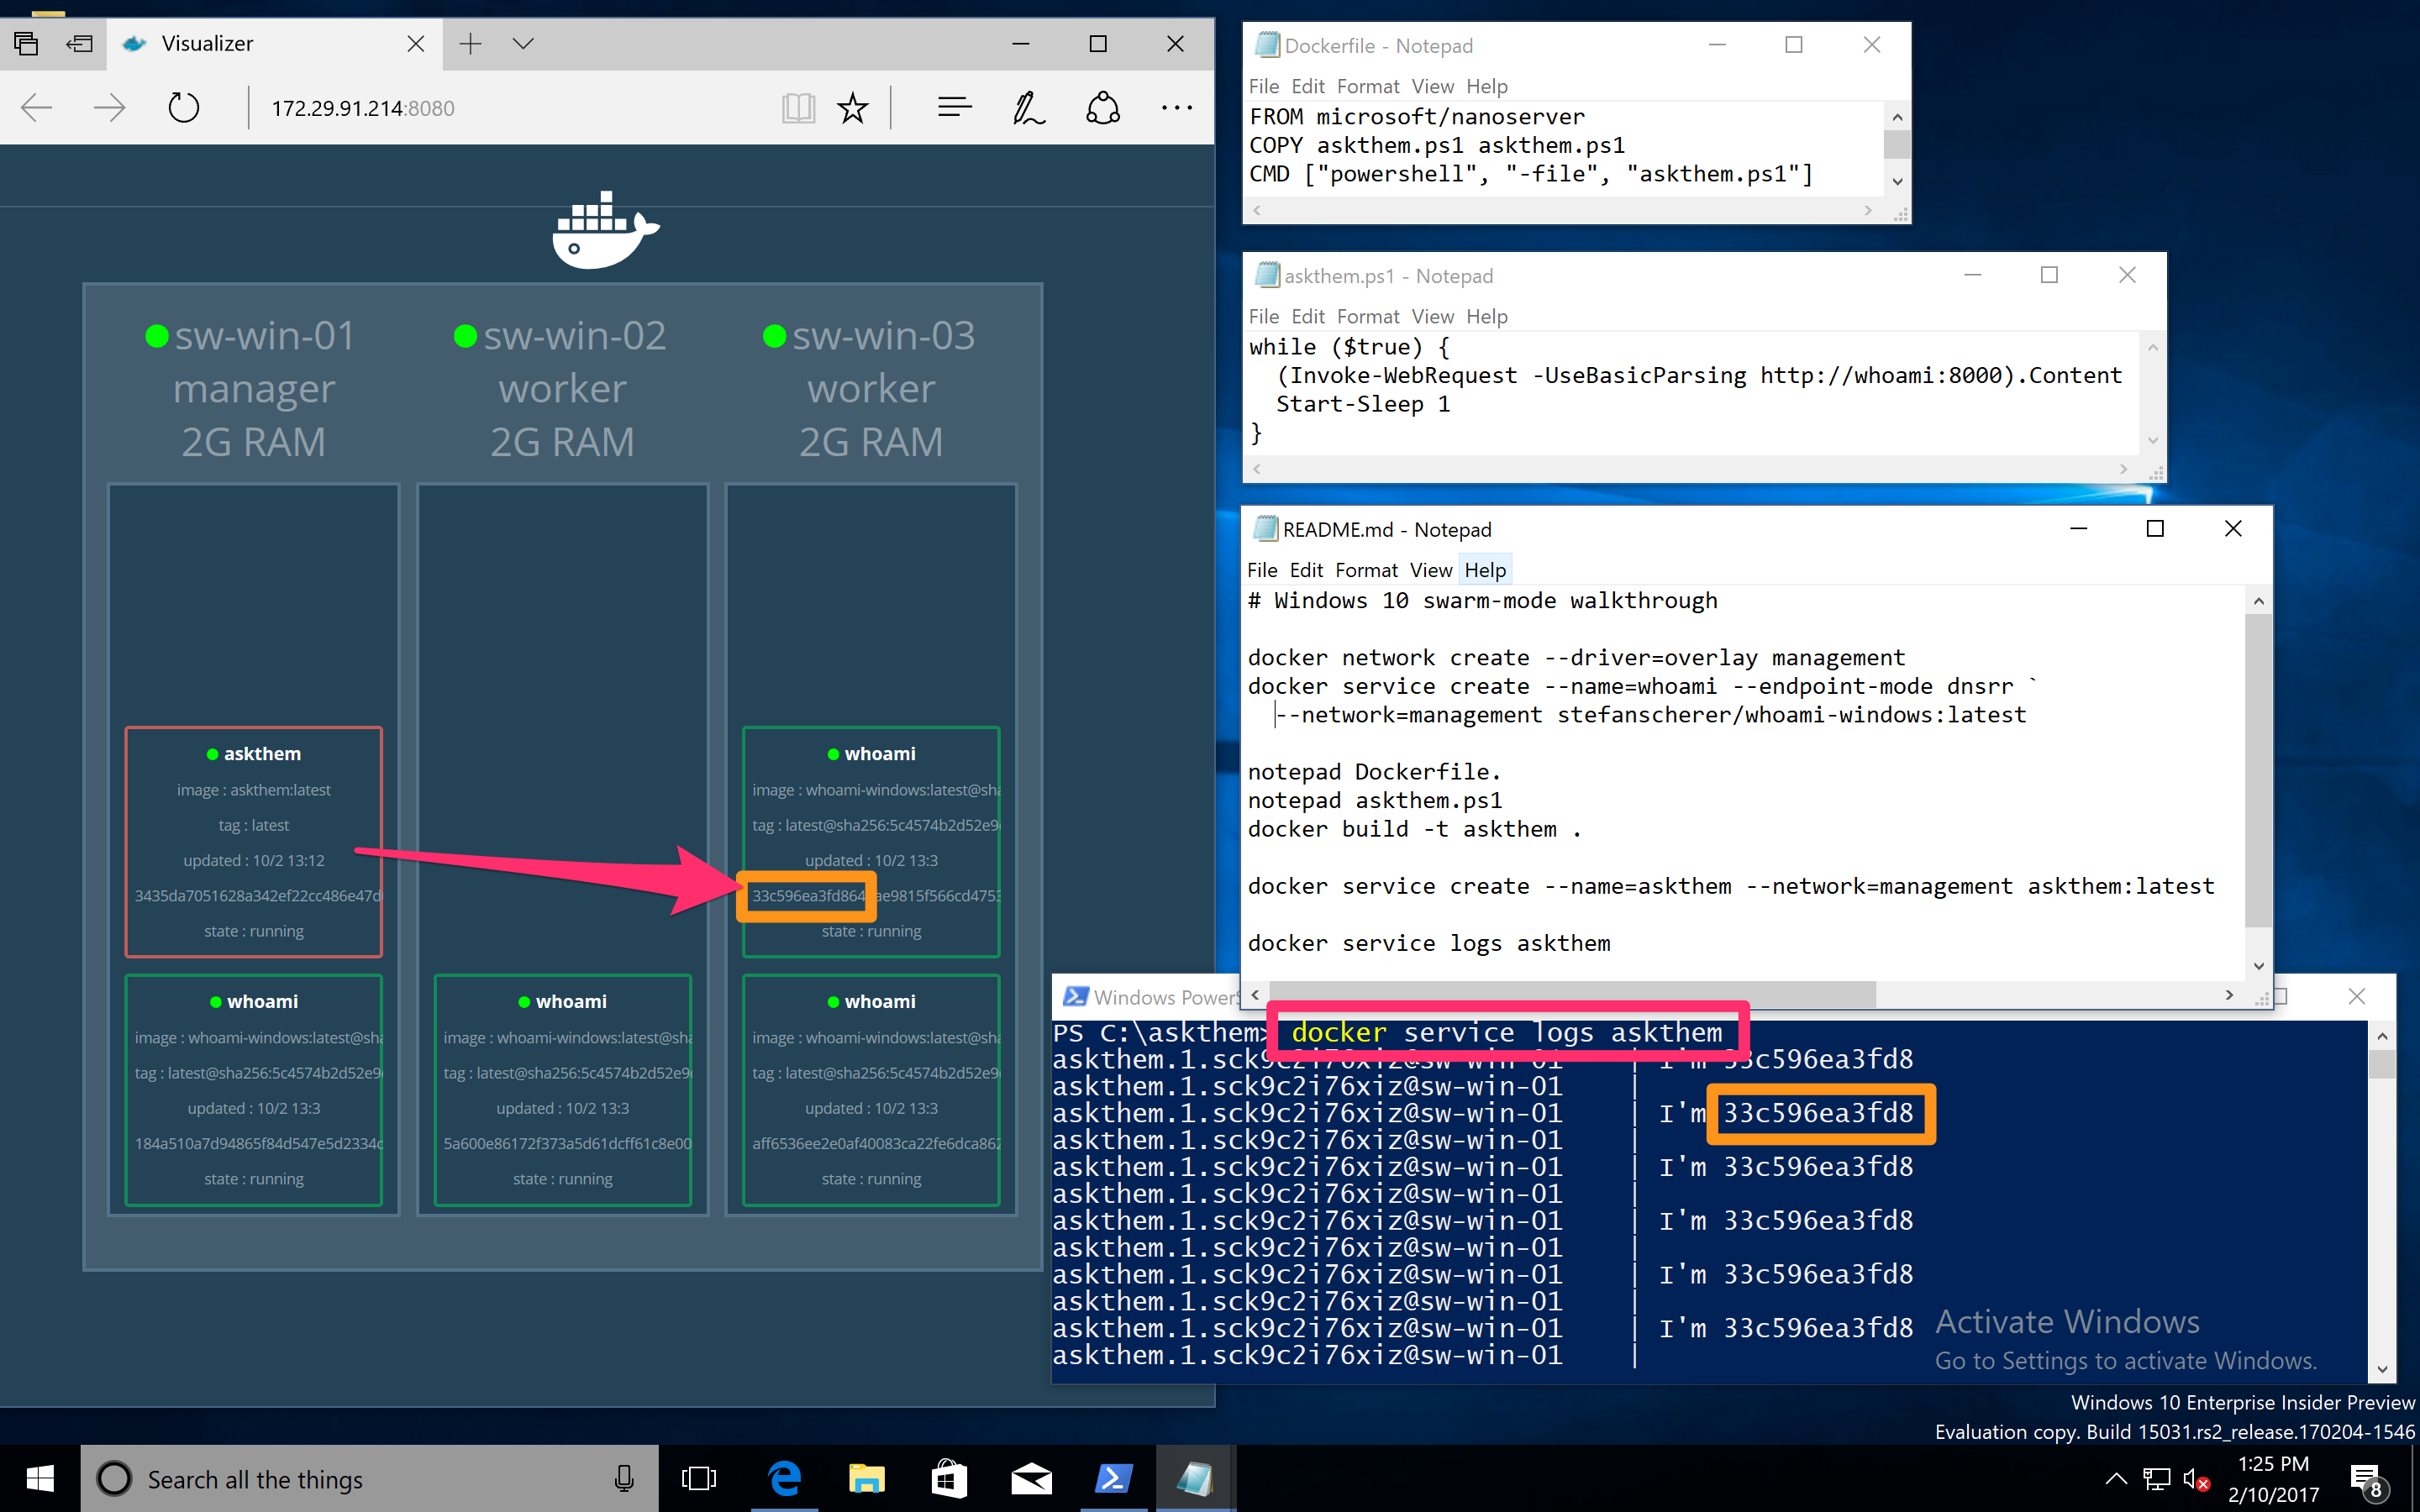 Visualizer
172.29.91.214:8080
sw-win-01
manager
2G RAM
sw-win-02
worker
2G RAM
sw-win-03
worker
2G RAM
askthem
image : askthem:latest
tag : latest
updated : 10/2 13:12
3435da7051628a342ef22cc486e47d
state : running
whoami
image : whoami-windows:latest@sha
tag : latest@sha256:5c4574b2d52e9
updated : 10/2 13:3
33c596ea3fd864 ae9815f566cd4753
state : running
whoami
image : whoami-windows:latest@sha
tag : latest@sha256:5c4574b2d52e9
updated : 10/2 13:3
184a510a7d94865f84d547e5d2334c
state : running
whoami
image : whoami-windows:latest@sha
tag : latest@sha256:5c4574b2d52e9
updated : 10/2 13:3
5a600e86172f373a5d61dcff61c8e00
state : running
whoami
image : whoami-windows:latest@sha
tag : latest@sha256:5c4574b2d52e9
updated : 10/2 13:3
aff6536ee2e0af40083ca22fe6dca862
state : running
Dockerfile - Notepad
File Edit Format View Help
FROM microsoft/nanoserver
COPY askthem.ps1 askthem.ps1
CMD ["powershell", "-file", "askthem.ps1"]
askthem.ps1 - Notepad
File Edit Format View Help
while ($true) {
(Invoke-WebRequest -UseBasicParsing http://whoami:8000).Content
Start-Sleep 1
}
README.md - Notepad
File Edit Format View Help
# Windows 10 swarm-mode walkthrough
docker network create --driver=overlay management
docker service create --name=whoami --endpoint-mode dnsrr `
--network=management stefanscherer/whoami-windows:latest
notepad Dockerfile.
notepad askthem.ps1
docker build -t askthem .
docker service create --name=askthem --network=management askthem:latest
docker service logs askthem
Windows PowerS
PS C:\askthem> docker service logs askthem
askthem.1.sck9c2i76xiz@sw-win-01 | I'm 33c596ea3fd8
askthem.1.sck9c2i76xiz@sw-win-01 |
askthem.1.sck9c2i76xiz@sw-win-01 | I'm 33c596ea3fd8
askthem.1.sck9c2i76xiz@sw-win-01 |
askthem.1.sck9c2i76xiz@sw-win-01 | I'm 33c596ea3fd8
askthem.1.sck9c2i76xiz@sw-win-01 |
askthem.1.sck9c2i76xiz@sw-win-01 | I'm 33c596ea3fd8
askthem.1.sck9c2i76xiz@sw-win-01 |
askthem.1.sck9c2i76xiz@sw-win-01 | I'm 33c596ea3fd8
askthem.1.sck9c2i76xiz@sw-win-01 |
askthem.1.sck9c2i76xiz@sw-win-01 | I'm 33c596ea3fd8
askthem.1.sck9c2i76xiz@sw-win-01 |
Activate Windows
Go to Settings to activate Windows.
Windows 10 Enterprise Insider Preview
Evaluation copy. Build 15031.rs2_release.170204-1546
Search all the things
1:25 PM
2/10/2017
8